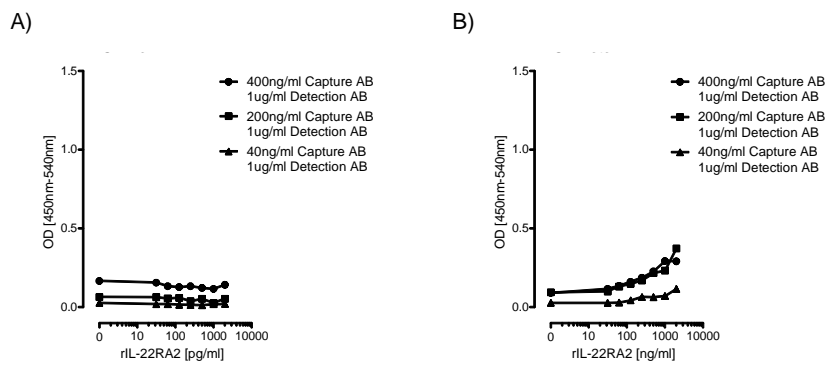 A)
B)
1.5
1.0
0.5
0.0
OD [450nm-540nm]
400ng/ml Capture AB
1ug/ml Detection AB
200ng/ml Capture AB
1ug/ml Detection AB
40ng/ml Capture AB
1ug/ml Detection AB
0
10
100
1000
10000
rIL-22RA2 [pg/ml]
1.5
1.0
0.5
0.0
OD [450nm-540nm]
400ng/ml Capture AB
1ug/ml Detection AB
200ng/ml Capture AB
1ug/ml Detection AB
40ng/ml Capture AB
1ug/ml Detection AB
0
10
100
1000
10000
rIL-22RA2 [ng/ml]